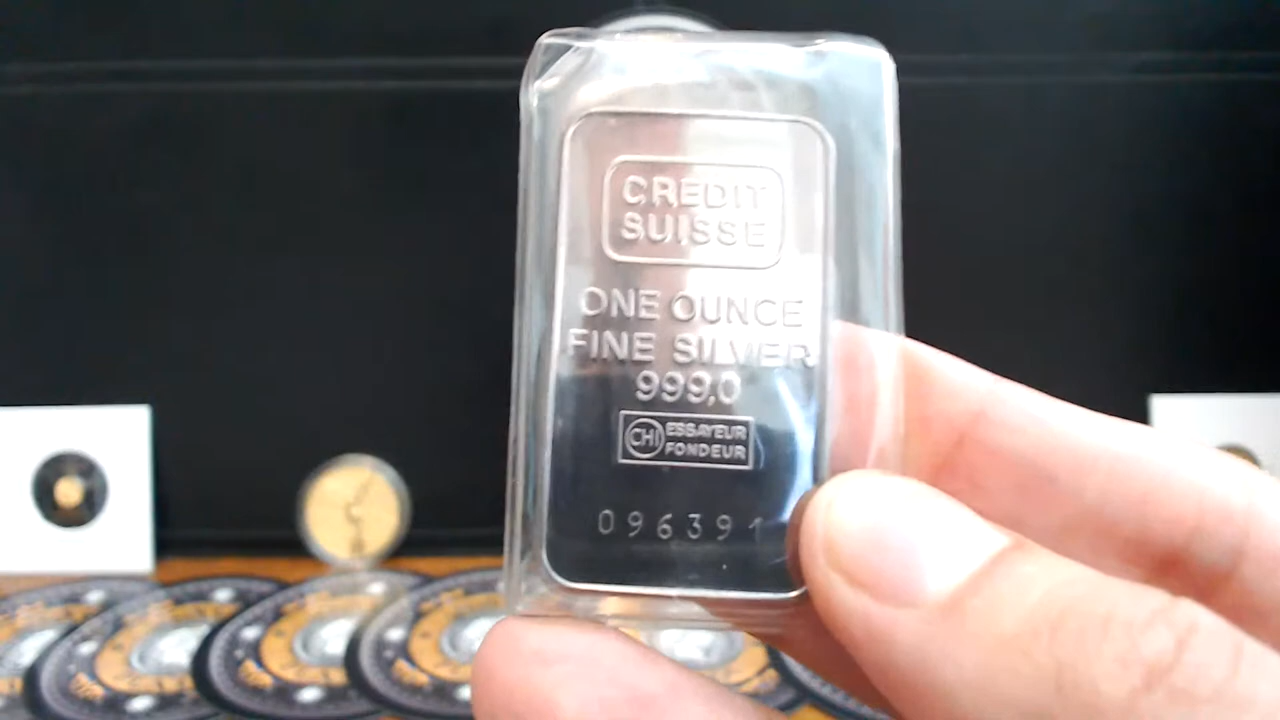 CREDIT
SUISSE
ONE OUNCE
FINE SILVER
999,0
CHI ESSAYEUR
FONDEUR
096391